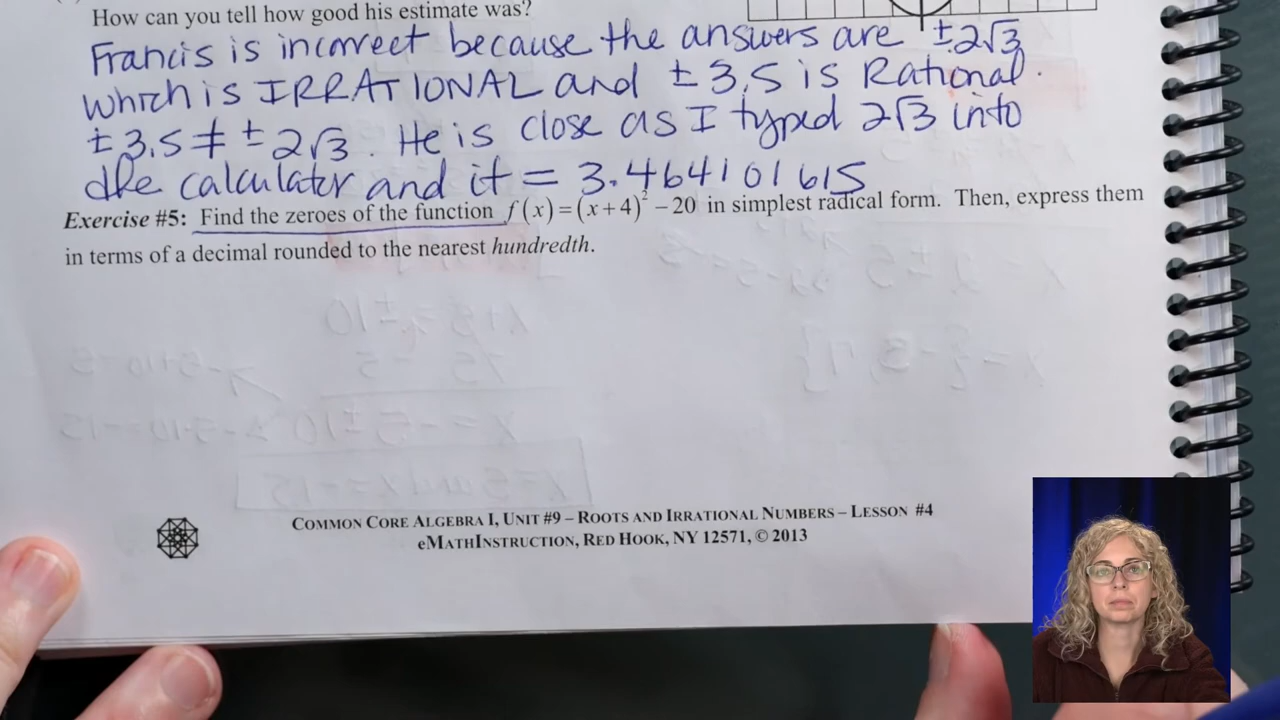 How can you tell how good his estimate was?
Francis is incorrect because the answers are ±2√3
which is IRRATIONAL and ±3.5 is Rational.
±3.5 ≠ ±2√3. He is close as I typed 2√3 into
the calculater and it = 3.464101615
Exercise #5: Find the zeroes of the function f(x)=(x+4)²−20 in simplest radical form. Then, express them
in terms of a decimal rounded to the nearest hundredth.
COMMON CORE ALGEBRA I, UNIT #9 – ROOTS AND IRRATIONAL NUMBERS – LESSON #4
eMATHINSTRUCTION, RED HOOK, NY 12571, © 2013